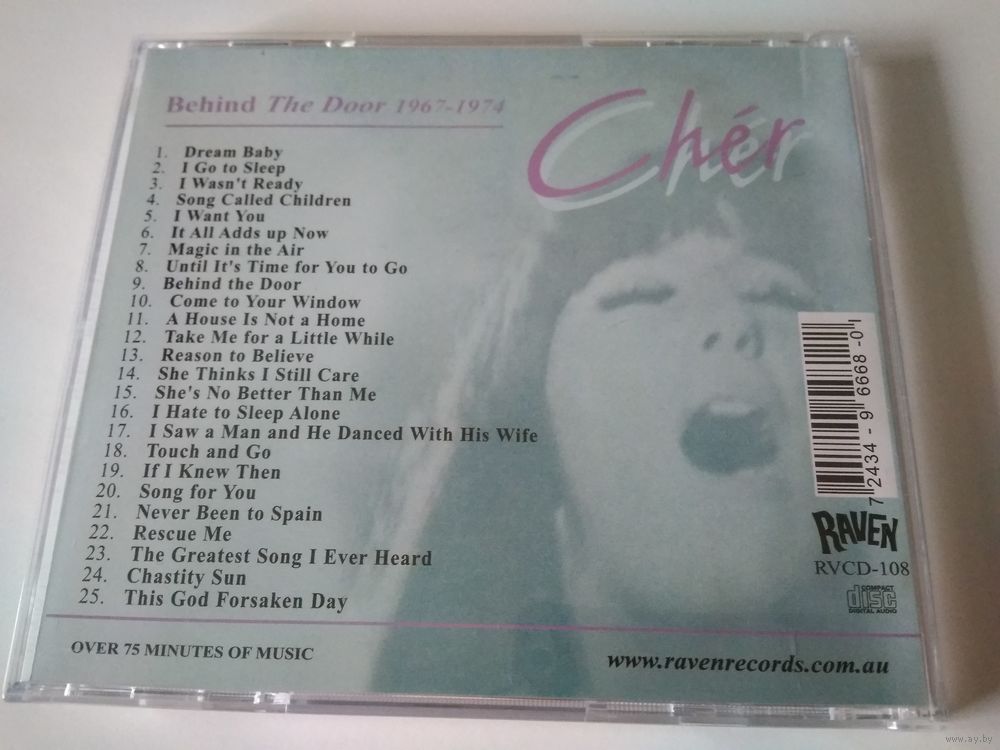 Behind The Door 1967-1974
Chér
1. Dream Baby
2. I Go to Sleep
3. I Wasn't Ready
4. Song Called Children
5. I Want You
6. It All Adds up Now
7. Magic in the Air
8. Until It's Time for You to Go
9. Behind the Door
10. Come to Your Window
11. A House Is Not a Home
12. Take Me for a Little While
13. Reason to Believe
14. She Thinks I Still Care
15. She's No Better Than Me
16. I Hate to Sleep Alone
17. I Saw a Man and He Danced With His Wife
18. Touch and Go
19. If I Knew Then
20. Song for You
21. Never Been to Spain
22. Rescue Me
23. The Greatest Song I Ever Heard
24. Chastity Sun
25. This God Forsaken Day
7 2434-96668-0 1
RAVEN
RVCD-108
COMPACT
disc
DIGITAL AUDIO
OVER 75 MINUTES OF MUSIC
www.ravenrecords.com.au
www.ay.by